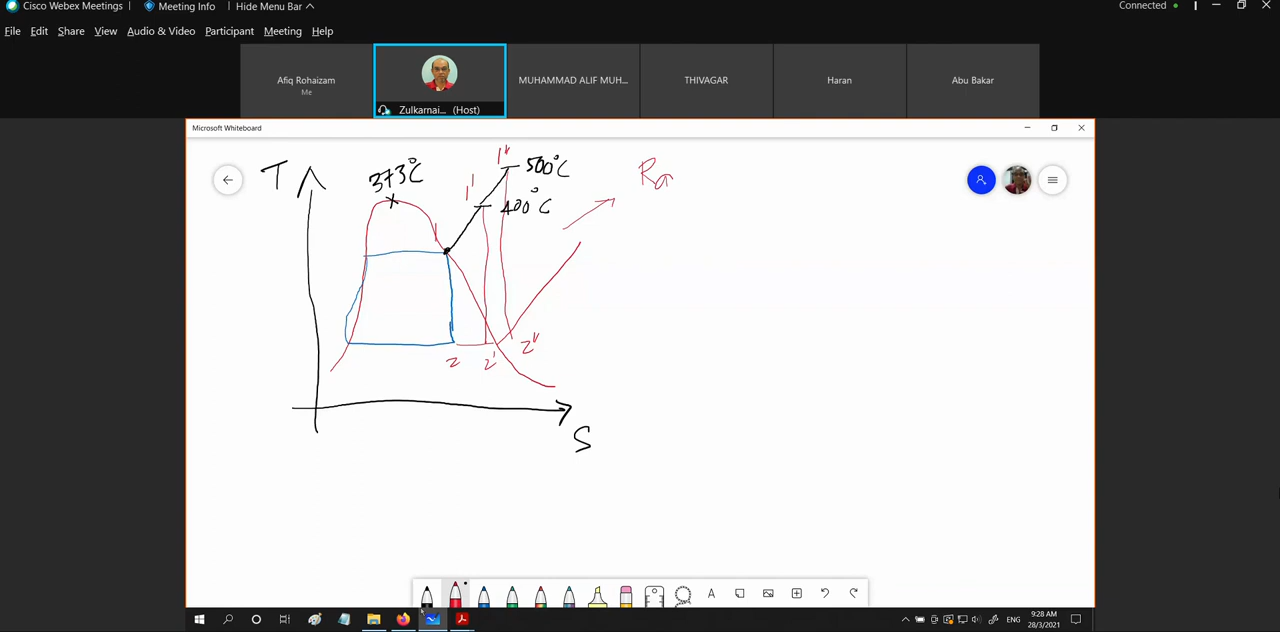 Cisco Webex Meetings
Meeting Info
Hide Menu Bar
Connected
File Edit Share View Audio & Video Participant Meeting Help
Afiq Rohaizam
Me
Zulkarnai... (Host)
MUHAMMAD ALIF MUH...
THIVAGAR
Haran
Abu Bakar
Microsoft Whiteboard
T
373°C
1"
500°C
1'
400°C
Ra
1
2
2'
2"
S
A
ENG
9:28 AM
28/3/2021